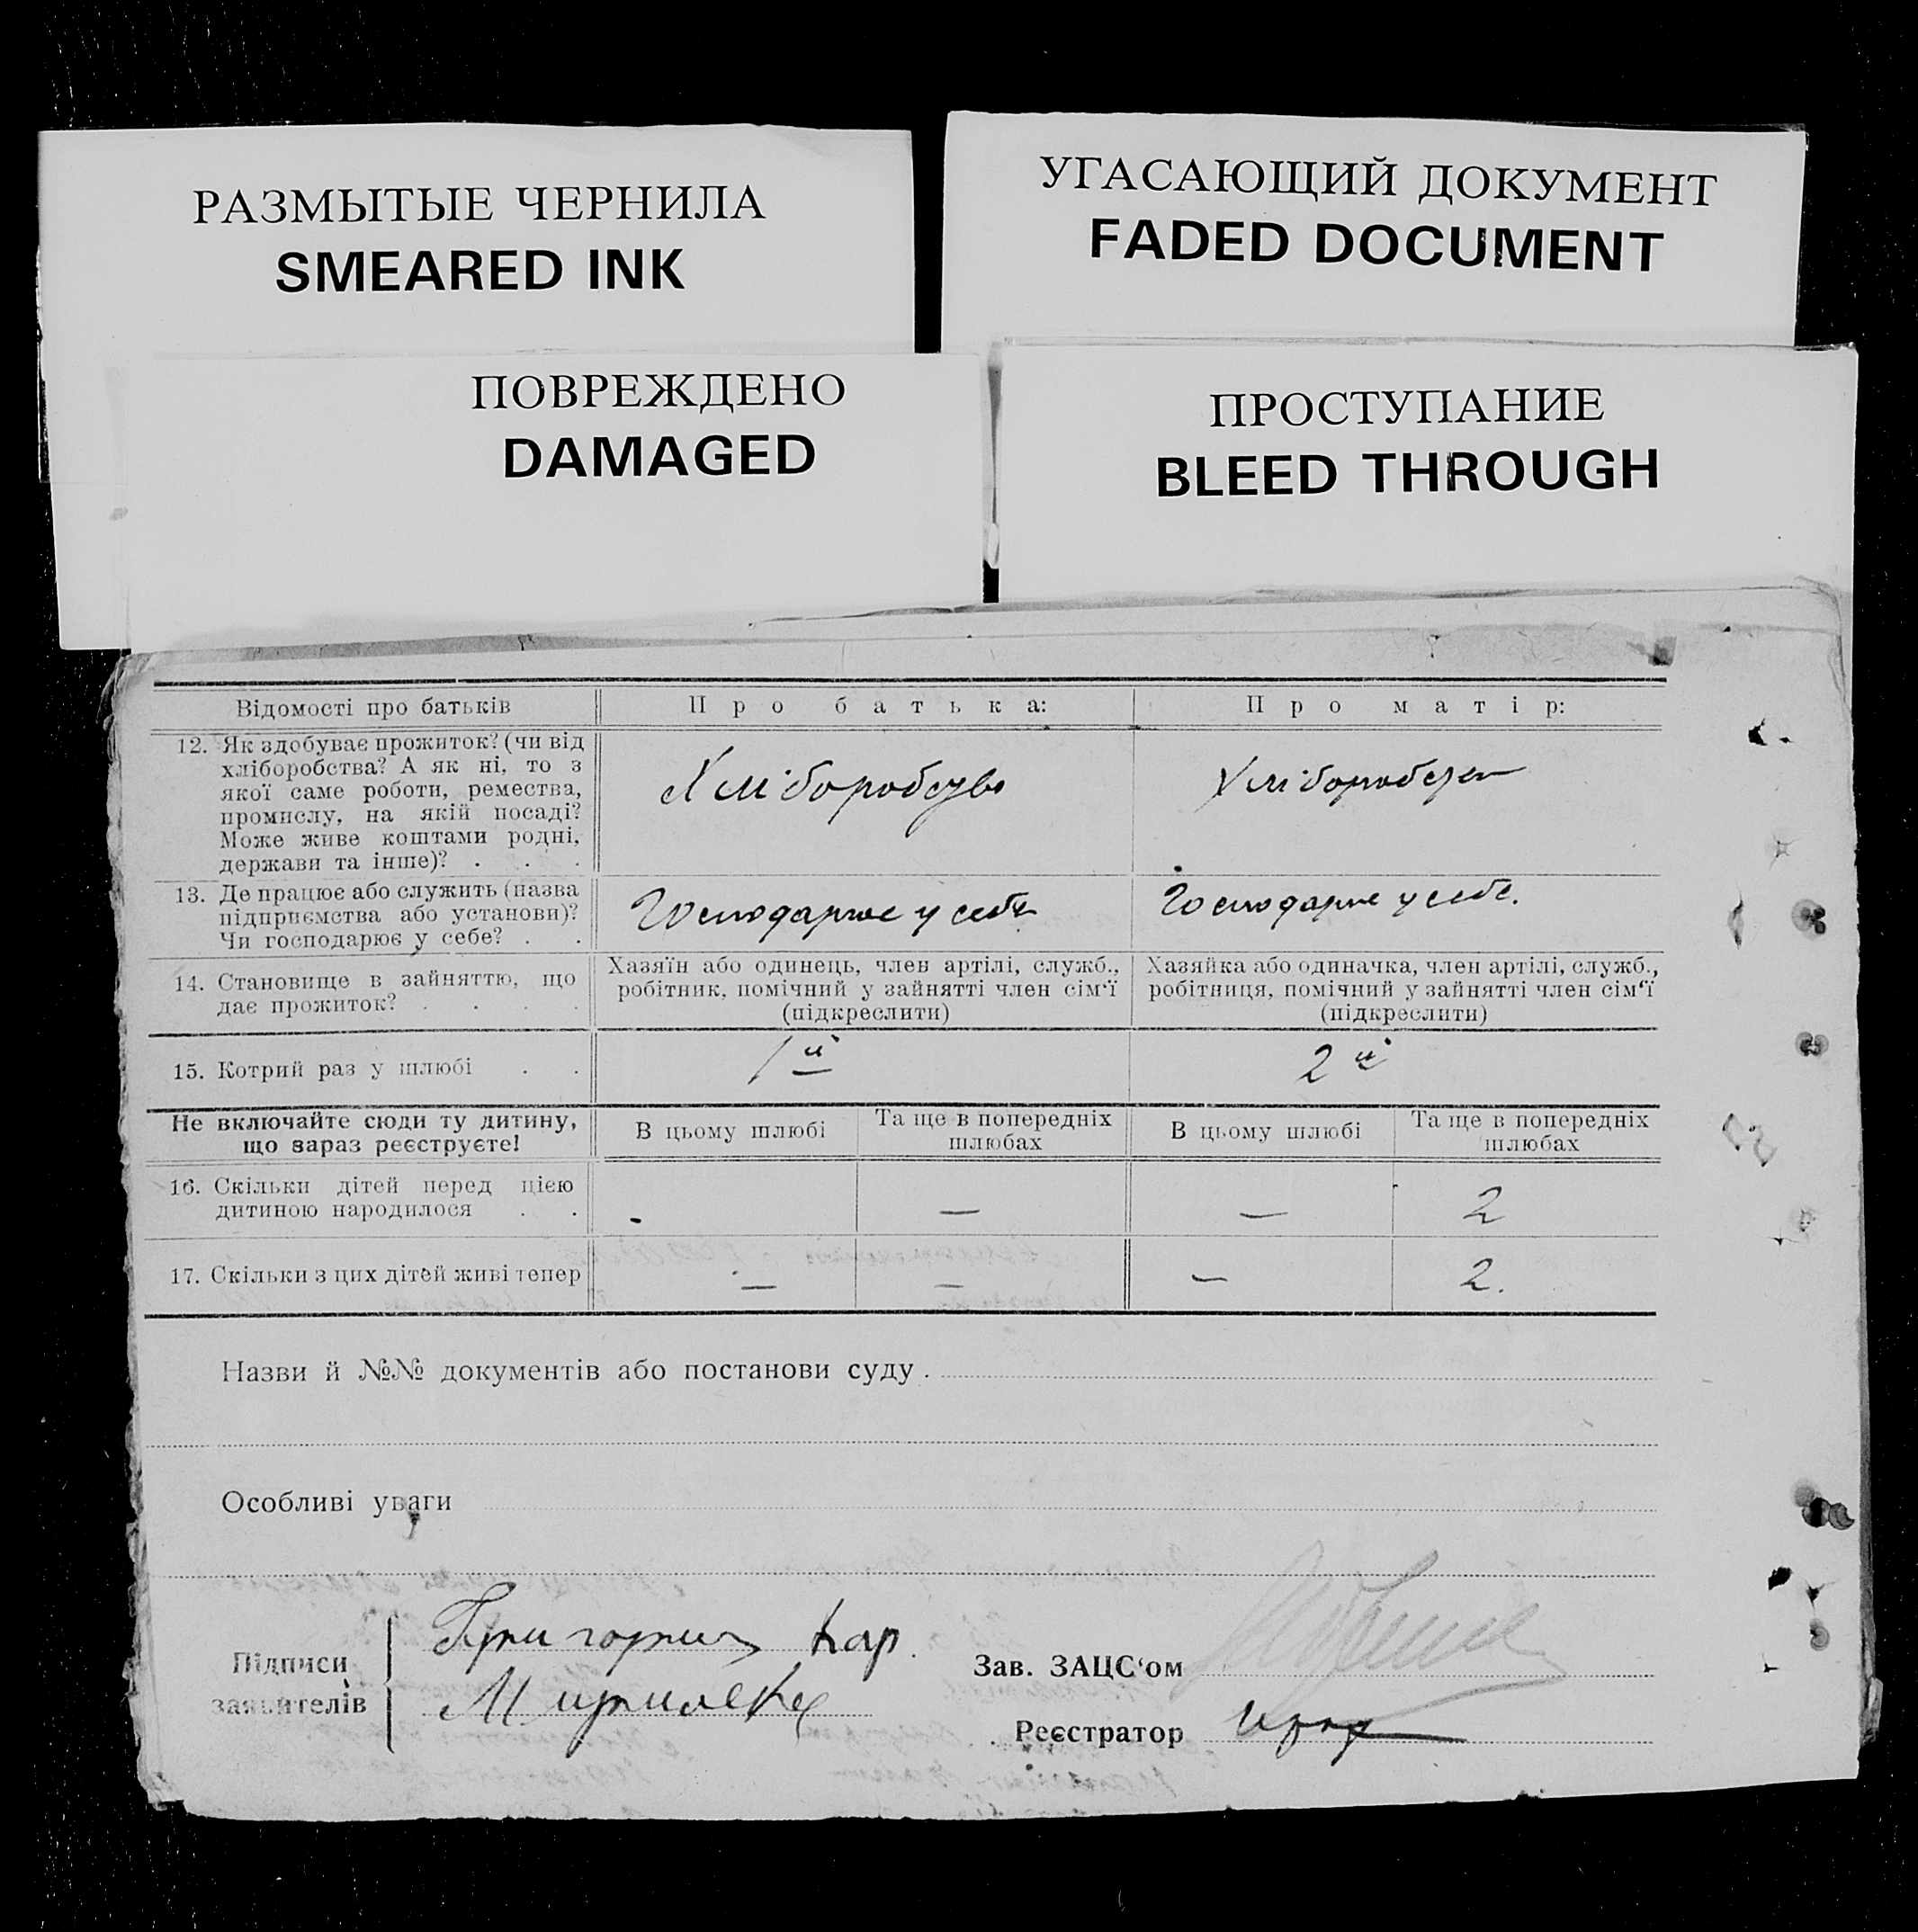 РАЗМЫТЫЕ ЧЕРНИЛА
SMEARED INK
УГАСАЮЩИЙ ДОКУМЕНТ
FADED DOCUMENT
ПОВРЕЖДЕНО
DAMAGED
ПРОСТУПАНИЕ
BLEED THROUGH
Відомості про батьків
Про батька:
Про матір:
12. Як здобуває прожиток? (чи від
хліборобства? А як ні, то з
якої саме роботи, ремества,
промислу, на якій посаді?
Може живе коштами родні,
держави та інше)? . . .
Хліборобство
Хліборобство
13. Де працює або служить (назва
підприємства або установи)?
Чи господарює у себе? . .
Господарює у себе
Господарює у себе.
14. Становище в зайняттю, що
дає прожиток? . . . .
Хазяїн або одинець, член артілі, служб.,
робітник, помічний у зайнятті член сім'ї
(підкреслити)
Хазяйка або одиначка, член артілі, служб.,
робітниця, помічний у зайнятті член сім'ї
(підкреслити)
15. Котрий раз у шлюбі . .
1й
2й
Не включайте сюди ту дитину,
що зараз реєструєте!
В цьому шлюбі
Та ще в попередніх
шлюбах
В цьому шлюбі
Та ще в попередніх
шлюбах
16. Скільки дітей перед цією
дитиною народилося . .
— — 2
17. Скільки з цих дітей живі тепер
— — — 2.
Назви й №№ документів або постанови суду .
Особливі уваги
Підписи
заявителів
Зав. ЗАЦС'ом
Реєстратор